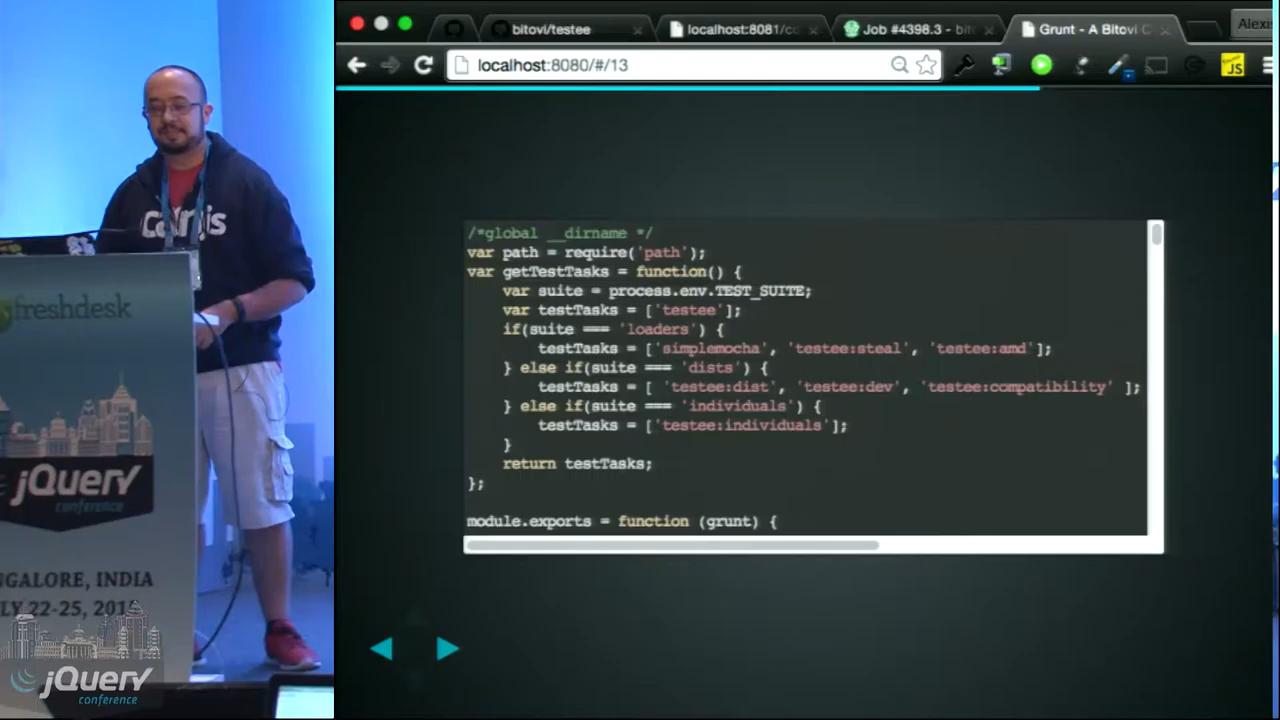 canjs
freshdesk
jQuery
conference
NGALORE, INDIA
LY 22-25, 201
jQuery
conference
bitovi/testee
localhost:8081/c
Job #4398.3 - bit
Grunt - A Bitovi C
Alexis
localhost:8080/#/13
JS
/*global __dirname */
var path = require('path');
var getTestTasks = function() {
var suite = process.env.TEST_SUITE;
var testTasks = ['testee'];
if(suite === 'loaders') {
testTasks = ['simplemocha', 'testee:steal', 'testee:amd'];
} else if(suite === 'dists') {
testTasks = [ 'testee:dist', 'testee:dev', 'testee:compatibility' ];
} else if(suite === 'individuals') {
testTasks = ['testee:individuals'];
}
return testTasks;
};
module.exports = function (grunt) {